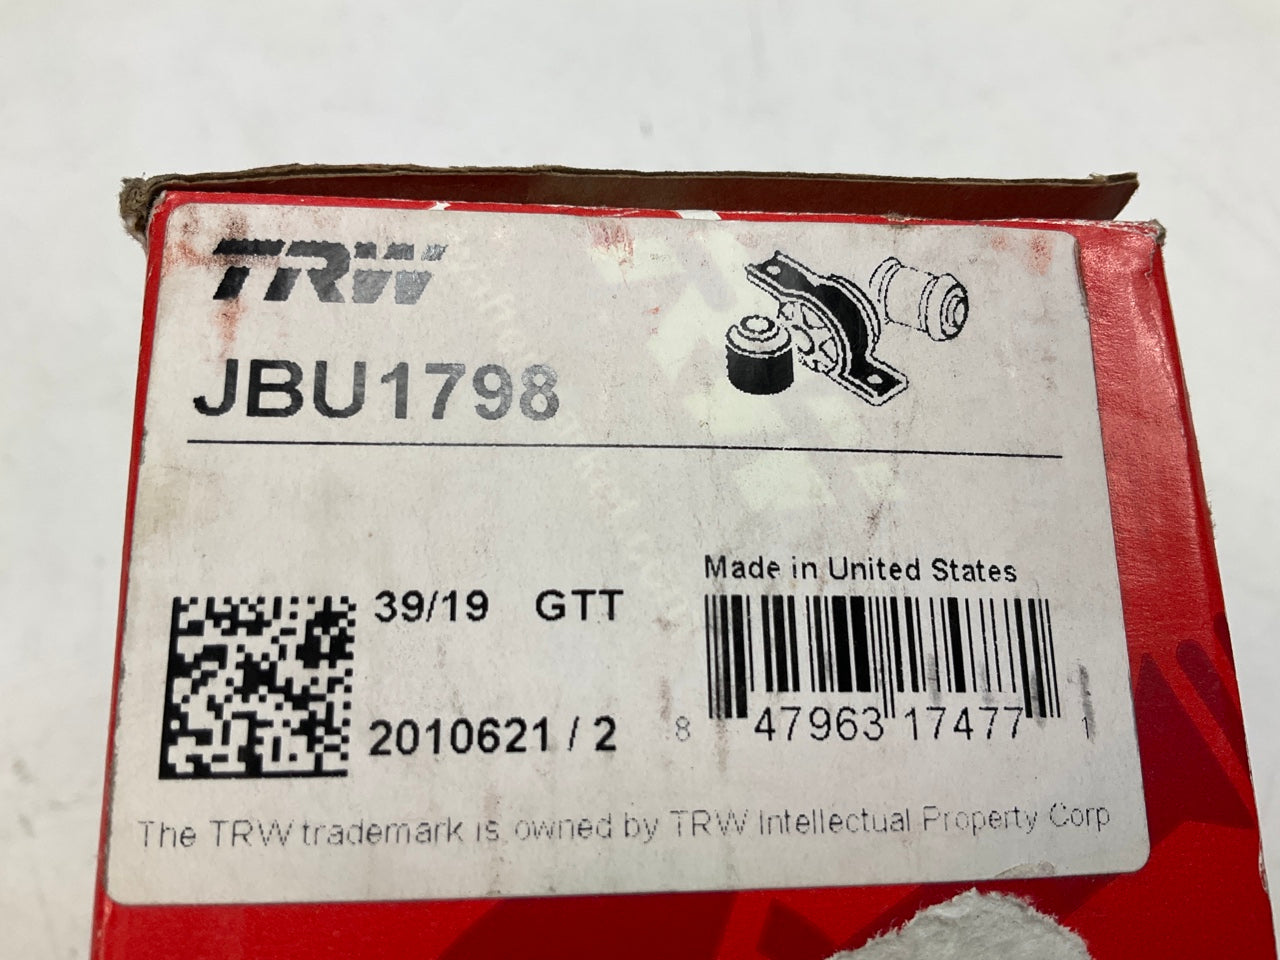 TRW
JBU1798
Made in United States
39/19 GTT
2010621 / 2
8 47963 17477 1
The TRW trademark is owned by TRW Intellectual Property Corp